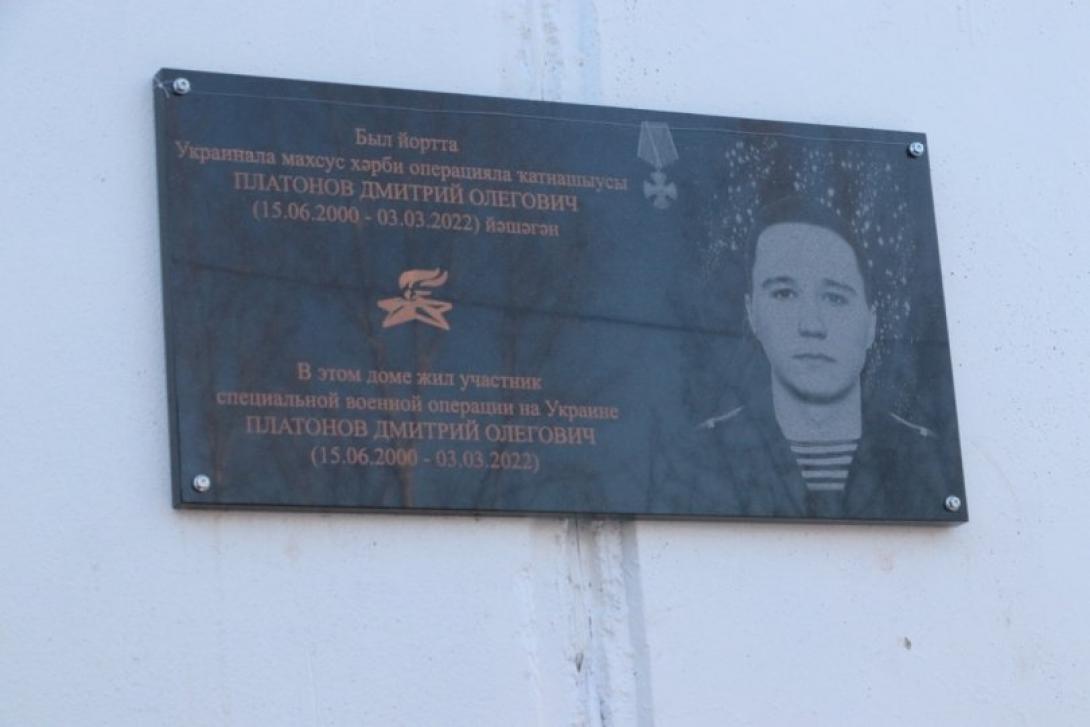 Был йортта
Украинала махсус хәрби операцияла ҡатнашыусы
ПЛАТОНОВ ДМИТРИЙ ОЛЕГОВИЧ
(15.06.2000 - 03.03.2022) йәшәгән
В этом доме жил участник
специальной военной операции на Украине
ПЛАТОНОВ ДМИТРИЙ ОЛЕГОВИЧ
(15.06.2000 - 03.03.2022)